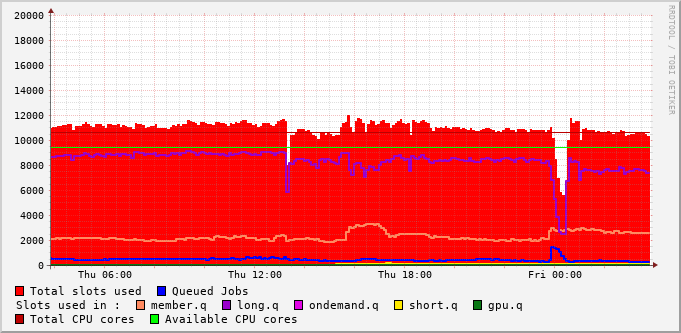 20000
18000
16000
14000
12000
10000
8000
6000
4000
2000
0
Thu 06:00 Thu 12:00 Thu 18:00 Fri 00:00
RRDTOOL / TOBI OETIKER
Total slots used Queued Jobs
Slots used in : member.q long.q ondemand.q short.q gpu.q
Total CPU cores Available CPU cores